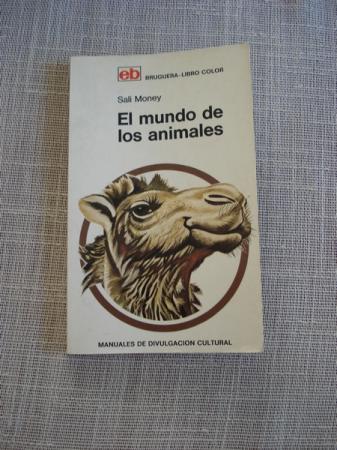 eb BRUGUERA-LIBRO COLOR
Sali Money
El mundo de
los animales
MANUALES DE DIVULGACION CULTURAL